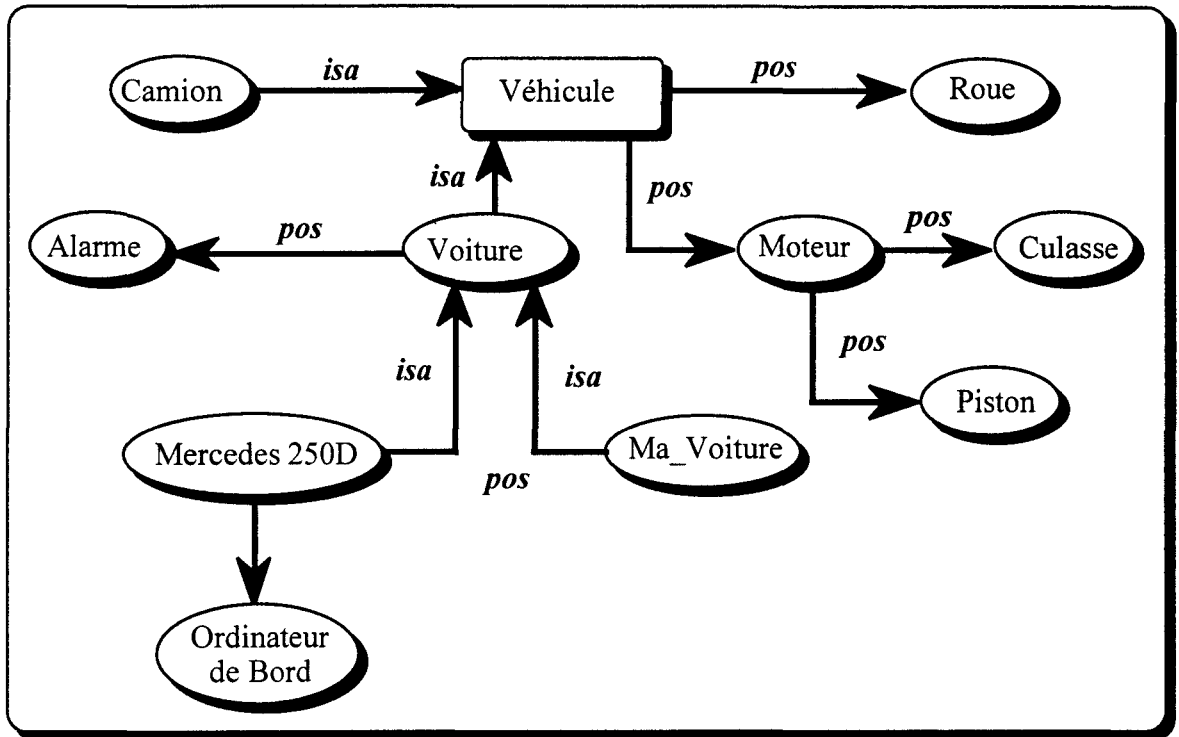 isa
pos
Camion
Véhicule
Roue
isa
pos
Alarme
pos
Voiture
Moteur
pos
Culasse
pos
isa
isa
Piston
Mercedes 250D
Ma_Voiture
pos
Ordinateur
de Bord